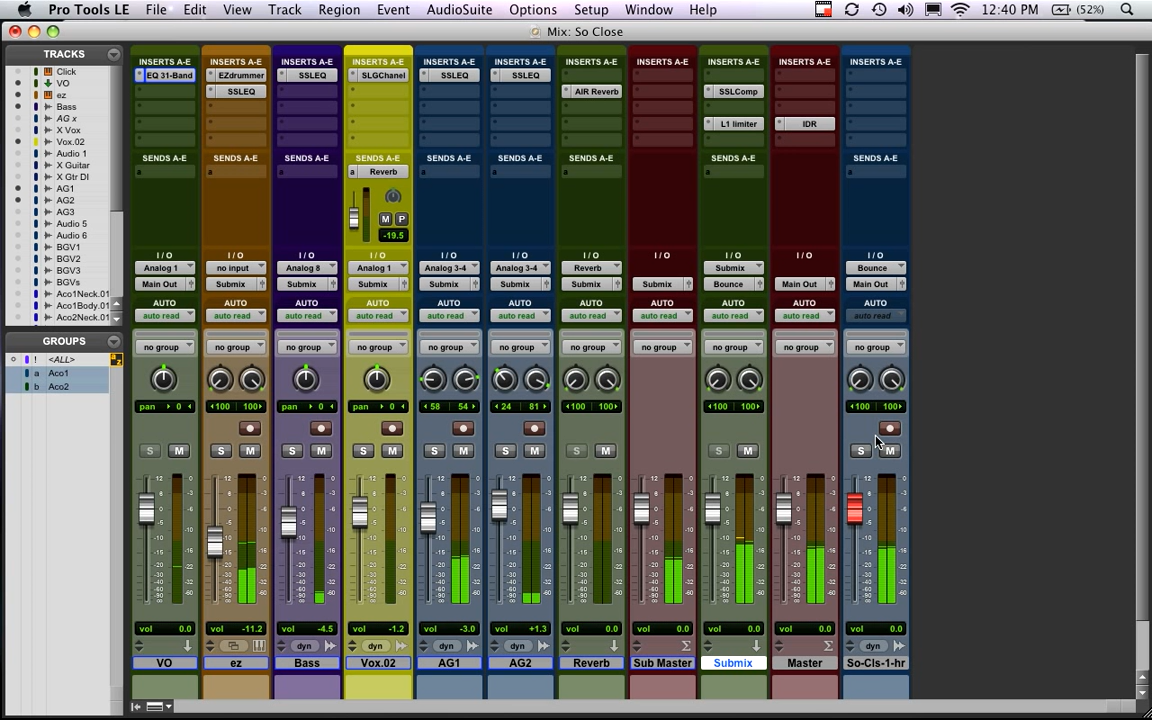 Pro Tools LE File Edit View Track Region Event AudioSuite Options Setup Window Help 12:40 PM (52%)
Mix: So Close
TRACKS
Click
VO
ez
Bass
AG x
X Vox
Vox.02
Audio 1
X Guitar
X Gtr DI
AG1
AG2
AG3
Audio 5
Audio 6
BGV1
BGV2
BGV3
BGVs
Aco1Neck.01
Aco1Body.01
Aco2Neck.01
GROUPS
! <ALL>
a Aco1
b Aco2
INSERTS A-E INSERTS A-E INSERTS A-E INSERTS A-E INSERTS A-E INSERTS A-E INSERTS A-E INSERTS A-E INSERTS A-E INSERTS A-E INSERTS A-E
EQ 31-Band EZdrummer SSLEQ SLGChanel SSLEQ SSLEQ
SSLEQ AIR Reverb SSLComp
L1 limiter IDR
SENDS A-E SENDS A-E SENDS A-E SENDS A-E SENDS A-E SENDS A-E SENDS A-E SENDS A-E SENDS A-E SENDS A-E
a a a a Reverb a a a a a
M P
-19.5
I/O I/O I/O I/O I/O I/O I/O I/O I/O I/O I/O
Analog 1 no input Analog 8 Analog 1 Analog 3-4 Analog 3-4 Reverb Submix Bounce
Main Out Submix Submix Submix Submix Submix Submix Submix Bounce Main Out Main Out
AUTO AUTO AUTO AUTO AUTO AUTO AUTO AUTO AUTO AUTO AUTO
auto read auto read auto read auto read auto read auto read auto read auto read auto read auto read auto read
no group no group no group no group no group no group no group no group no group no group no group
pan 0 100 100 pan 0 pan 0 58 54 24 81 100 100 100 100 100 100
S M S M S M S M S M S M S M S M S M
vol 0.0 vol -11.2 vol -4.5 vol -1.2 vol -3.0 vol +1.3 vol 0.0 vol 0.0 vol 0.0 vol 0.0 vol 0.0
dyn dyn dyn dyn dyn
VO ez Bass Vox.02 AG1 AG2 Reverb Sub Master Submix Master So-Cls-1-hr